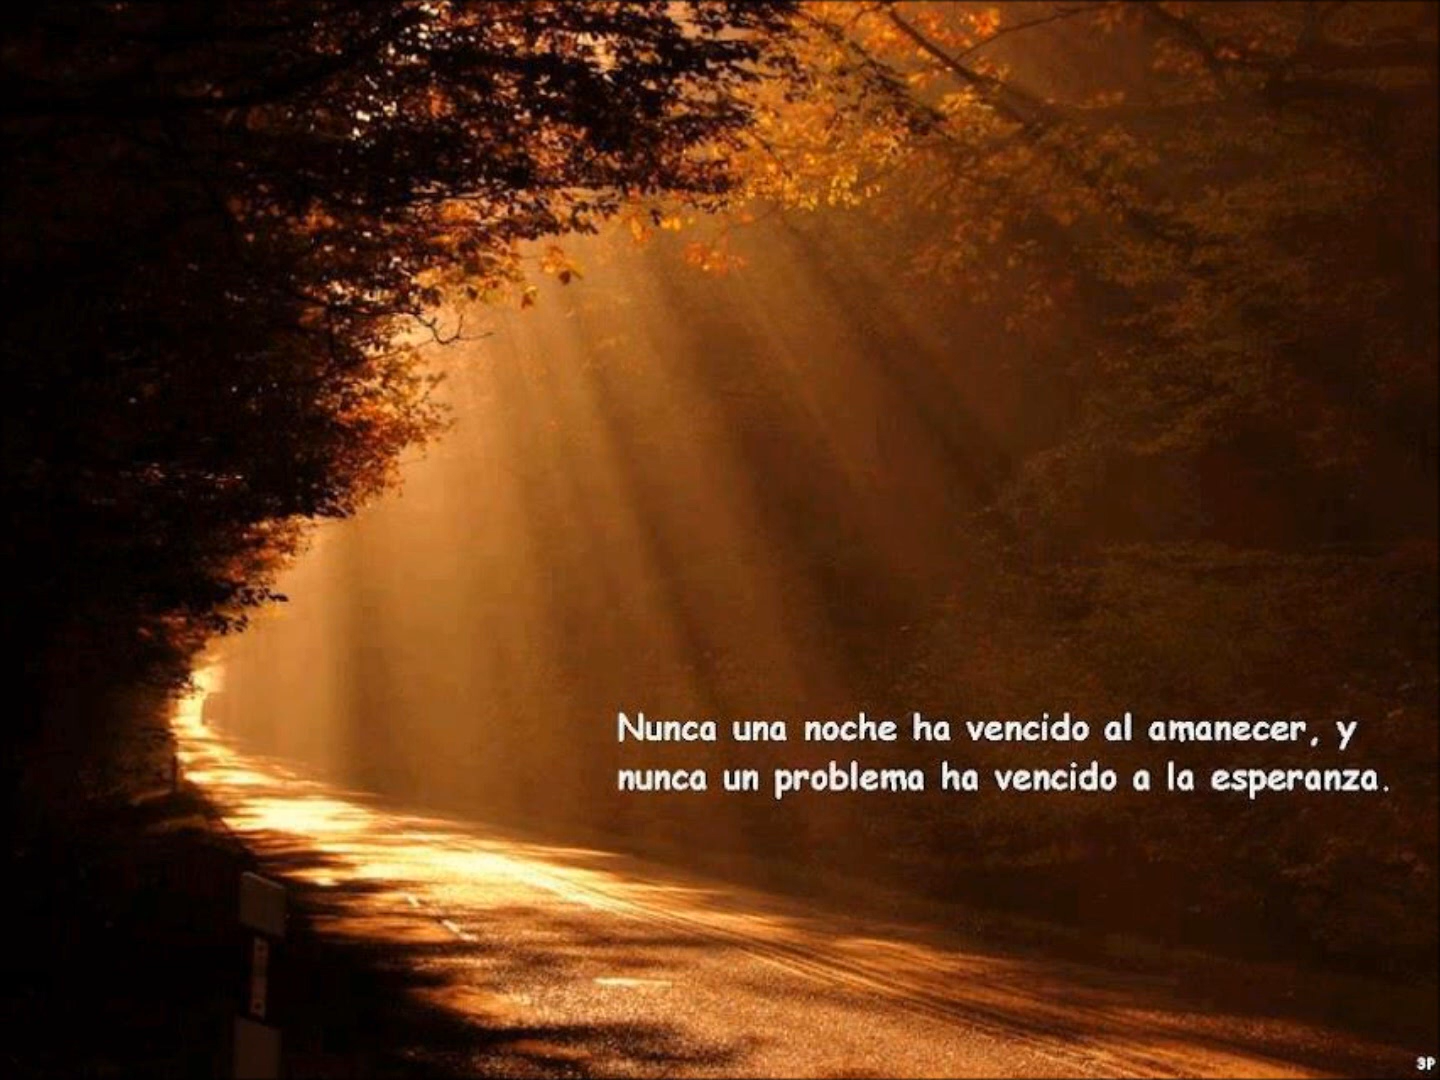 Nunca una noche ha vencido al amanecer, y
nunca un problema ha vencido a la esperanza.
3P